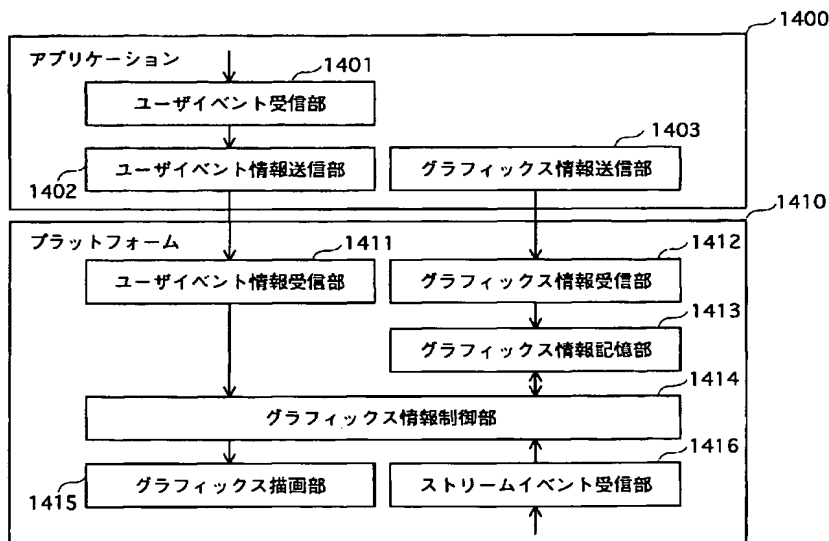 1400
アプリケーション
1401
ユーザイベント受信部
1403
ユーザイベント情報送信部
グラフィックス情報送信部
1402
1410
プラットフォーム
1411
1412
ユーザイベント情報受信部
グラフィックス情報受信部
1413
グラフィックス情報記憶部
1414
グラフィックス情報制御部
1416
グラフィックス描画部
ストリームイベント受信部
1415